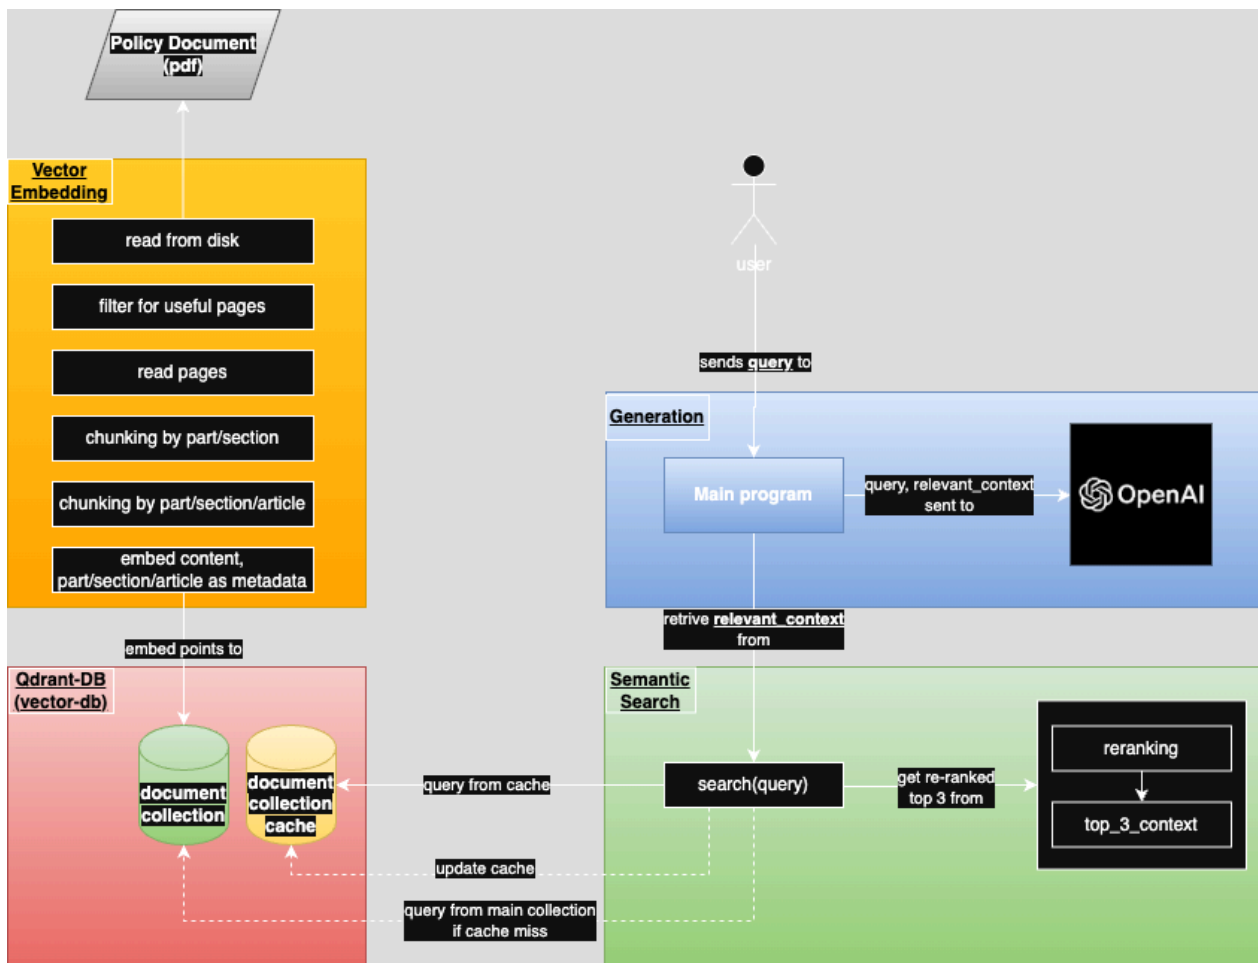 Policy Document
(pdf)
Vector
Embedding
read from disk
filter for useful pages
read pages
chunking by part/section
chunking by part/section/article
embed content,
part/section/article as metadata
embed points to
Qdrant-DB
(vector-db)
document
collection
document
collection
cache
user
sends query to
Generation
Main program
query, relevant_context
sent to
OpenAI
retrive relevant_context
from
Semantic
Search
search(query)
get re-ranked
top 3 from
reranking
top_3_context
query from cache
update cache
query from main collection
if cache miss